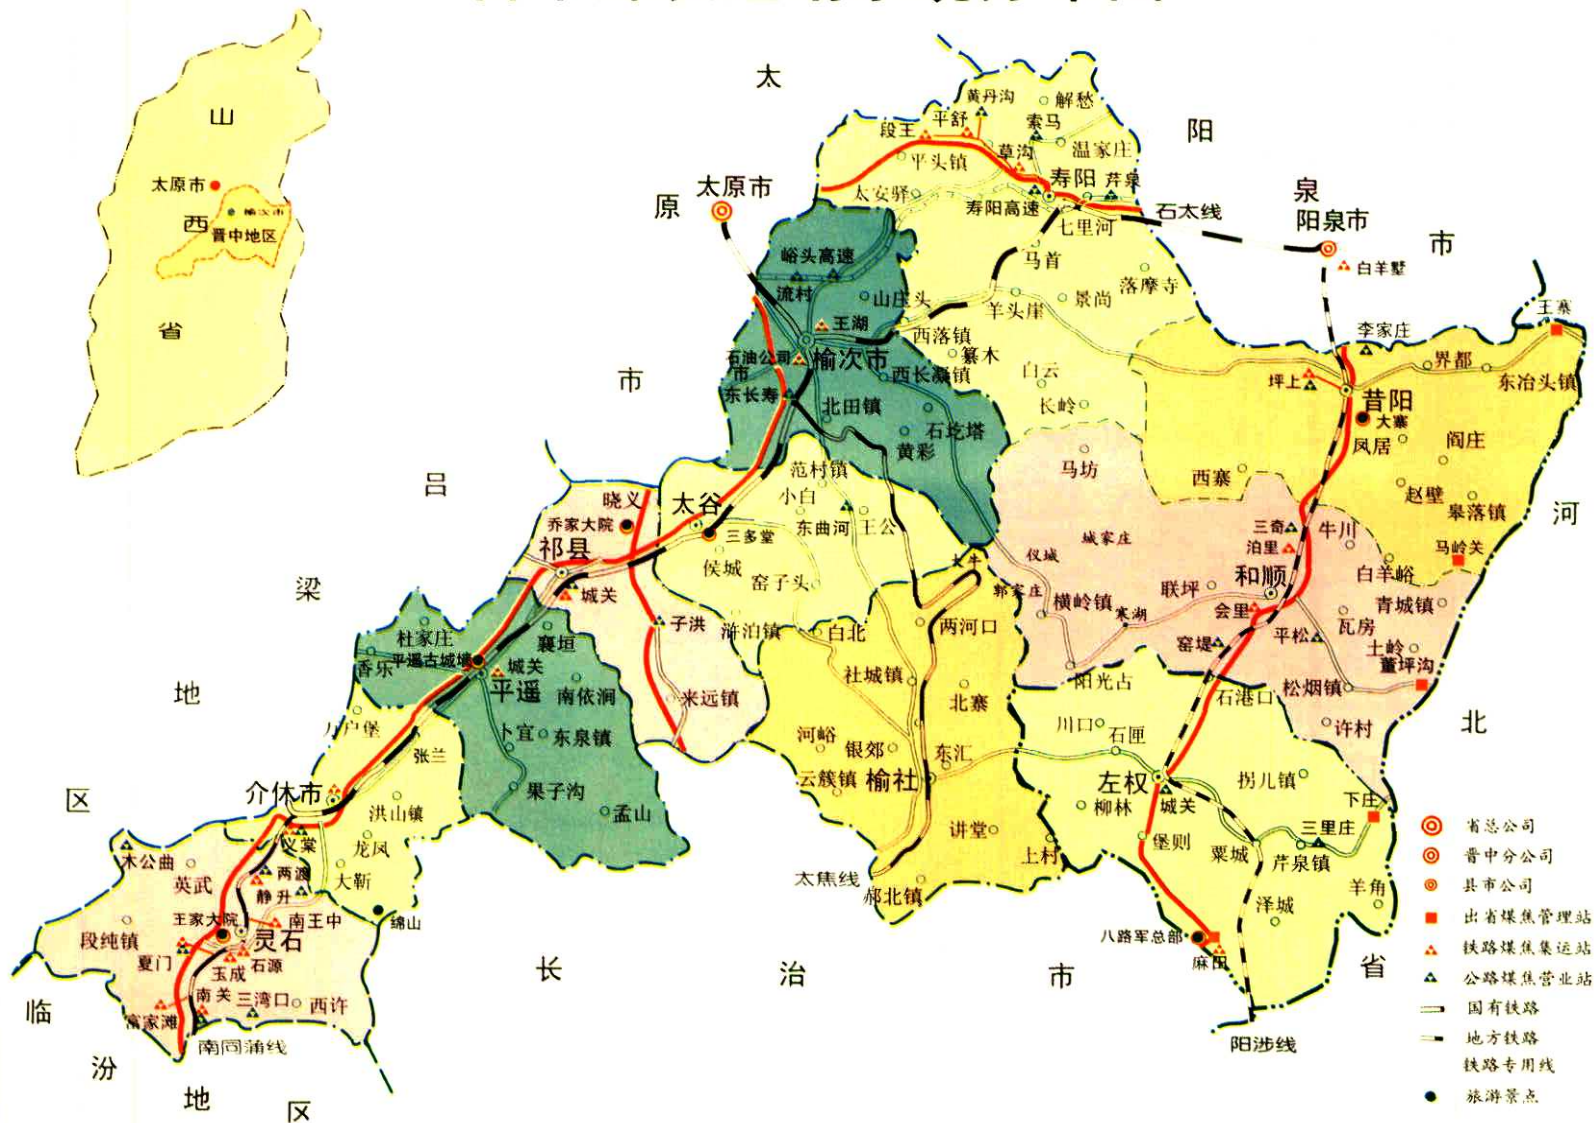 山
西
省
太原市
榆次市
晋中地区
太
原
市
阳
泉
市
吕
梁
地
区
临
汾
地
区
长
治
市
河
北
省
黄丹沟
解愁
平舒
索马
段王
草沟
温家庄
平头镇
寿阳
芹泉
太安驿
寿阳高速
石太线
七里河
太原市
阳泉市
白羊墅
马首
落摩寺
景尚
羊头崖
峪头高速
流村
山庄头
王湖
西落镇
石油公司
榆次市
市
纂木
西长凝镇
白云
长岭
东长寿
北田镇
石圪塔
黄彩
王寨
李家庄
界都
东冶头镇
坪上
昔阳
大寨
凤居
阎庄
西寨
赵壁
皋落镇
马岭关
马坊
三奇
牛川
泊里
白羊峪
城家庄
仪城
和顺
联坪
青城镇
横岭镇
寒湖
会里
瓦房
平松
窑堤
土岭
董坪沟
松烟镇
许村
范村镇
小白
太谷
东曲河
王公
三多堂
侯城
窑子头
浒泊镇
白北
晓义
乔家大院
祁县
城关
子洪
来远镇
杜家庄
襄垣
香乐
平遥古城墙
城关
平遥
南依涧
卜宜
东泉镇
果子沟
孟山
张兰
介休市
洪山镇
义棠
龙凤
大靳
绵山
木公曲
英武
两渡
静升
王家大院
南王中
段纯镇
灵石
夏门
玉成
石源
南关
三湾口
西许
富家滩
南同蒲线
郭家庄
两河口
社城镇
北寨
河峪
银郊
东汇
云簇镇
榆社
讲堂
上村
太焦线
郝北镇
阳光占
石港口
川口
石匣
左权
拐儿镇
城关
柳林
下庄
三里庄
堡则
粟城
芹泉镇
羊角
泽城
八路军总部
麻田
阳涉线
省总公司
晋中分公司
县市公司
出省煤焦管理站
铁路煤焦集运站
公路煤焦营业站
国有铁路
地方铁路
铁路专用线
旅游景点